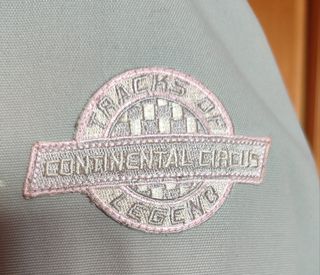 TRACKS OF
CONTINENTAL CIRCUS
LEGEND